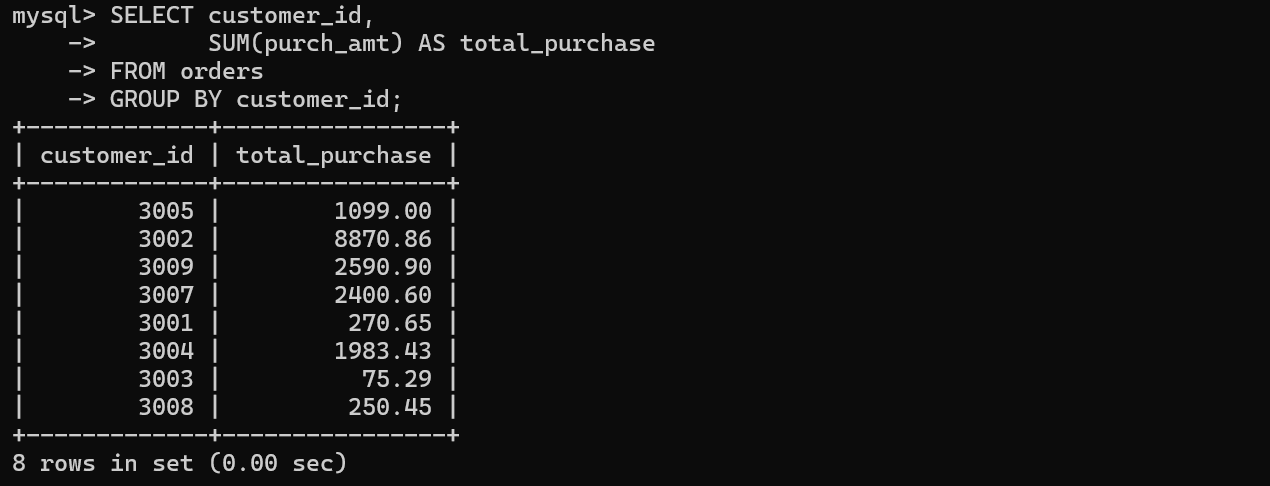 mysql> SELECT customer_id,
    ->        SUM(purch_amt) AS total_purchase
    -> FROM orders
    -> GROUP BY customer_id;
+-------------+----------------+
| customer_id | total_purchase |
+-------------+----------------+
|        3005 |        1099.00 |
|        3002 |        8870.86 |
|        3009 |        2590.90 |
|        3007 |        2400.60 |
|        3001 |         270.65 |
|        3004 |        1983.43 |
|        3003 |          75.29 |
|        3008 |         250.45 |
+-------------+----------------+
8 rows in set (0.00 sec)